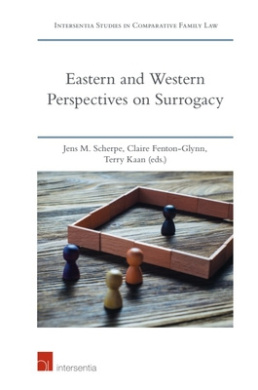 Intersentia Studies in Comparative Family Law
Eastern and Western
Perspectives on Surrogacy
Jens M. Scherpe, Claire Fenton-Glynn,
Terry Kaan (eds.)
intersentia